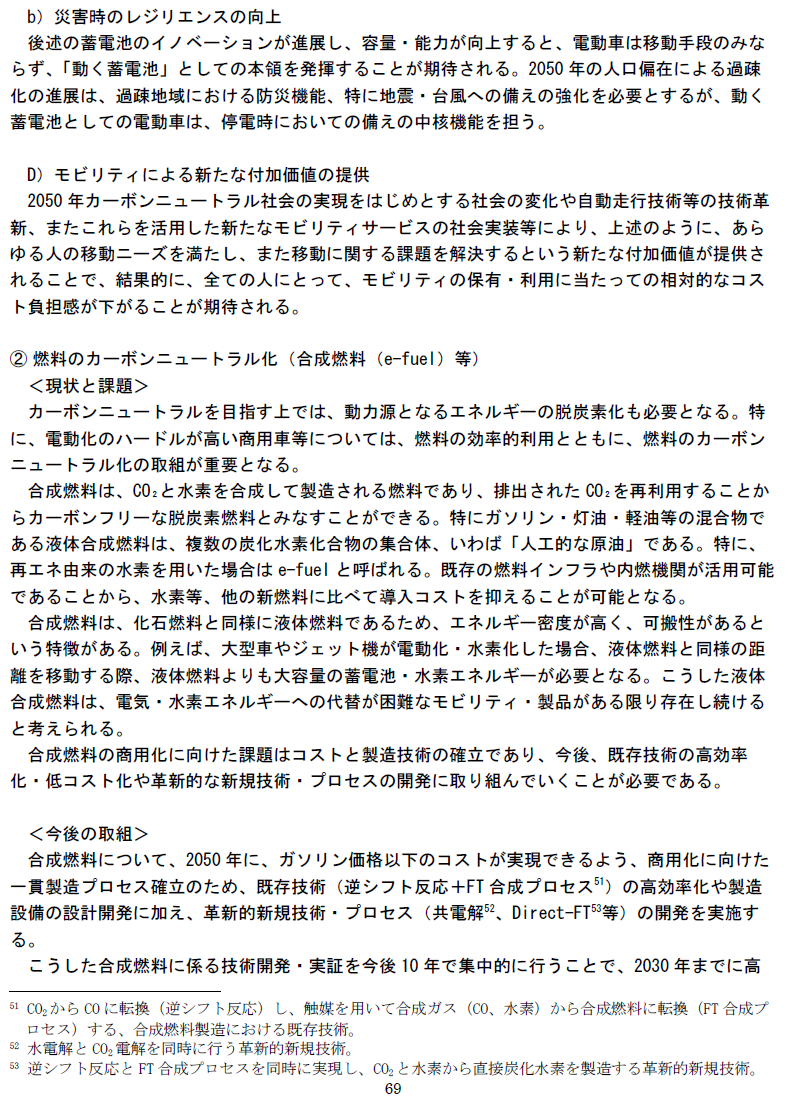 b）災害時のレジリエンスの向上
後述の蓄電池のイノベーションが進展し、容量・能力が向上すると、電動車は移動手段のみな
らず、「動く蓄電池」としての本領を発揮することが期待される。2050 年の人口偏在による過疎
化の進展は、過疎地域における防災機能、特に地震・台風への備えの強化を必要とするが、動く
蓄電池としての電動車は、停電時においての備えの中核機能を担う。
D）モビリティによる新たな付加価値の提供
2050 年カーボンニュートラル社会の実現をはじめとする社会の変化や自動走行技術等の技術革
新、またこれらを活用した新たなモビリティサービスの社会実装等により、上述のように、あら
ゆる人の移動ニーズを満たし、また移動に関する課題を解決するという新たな付加価値が提供さ
れることで、結果的に、全ての人にとって、モビリティの保有・利用に当たっての相対的なコス
ト負担感が下がることが期待される。
② 燃料のカーボンニュートラル化（合成燃料（e-fuel）等）
＜現状と課題＞
カーボンニュートラルを目指す上では、動力源となるエネルギーの脱炭素化も必要となる。特
に、電動化のハードルが高い商用車等については、燃料の効率的利用とともに、燃料のカーボン
ニュートラル化の取組が重要となる。
合成燃料は、CO₂と水素を合成して製造される燃料であり、排出された CO₂を再利用することか
らカーボンフリーな脱炭素燃料とみなすことができる。特にガソリン・灯油・軽油等の混合物で
ある液体合成燃料は、複数の炭化水素化合物の集合体、いわば「人工的な原油」である。特に、
再エネ由来の水素を用いた場合は e-fuel と呼ばれる。既存の燃料インフラや内燃機関が活用可能
であることから、水素等、他の新燃料に比べて導入コストを抑えることが可能となる。
合成燃料は、化石燃料と同様に液体燃料であるため、エネルギー密度が高く、可搬性があると
いう特徴がある。例えば、大型車やジェット機が電動化・水素化した場合、液体燃料と同様の距
離を移動する際、液体燃料よりも大容量の蓄電池・水素エネルギーが必要となる。こうした液体
合成燃料は、電気・水素エネルギーへの代替が困難なモビリティ・製品がある限り存在し続ける
と考えられる。
合成燃料の商用化に向けた課題はコストと製造技術の確立であり、今後、既存技術の高効率
化・低コスト化や革新的な新規技術・プロセスの開発に取り組んでいくことが必要である。
＜今後の取組＞
合成燃料について、2050 年に、ガソリン価格以下のコストが実現できるよう、商用化に向けた
一貫製造プロセス確立のため、既存技術（逆シフト反応＋FT 合成プロセス⁵¹）の高効率化や製造
設備の設計開発に加え、革新的新規技術・プロセス（共電解⁵²、Direct-FT⁵³等）の開発を実施す
る。
こうした合成燃料に係る技術開発・実証を今後 10 年で集中的に行うことで、2030 年までに高
⁵¹ CO₂から CO に転換（逆シフト反応）し、触媒を用いて合成ガス（CO、水素）から合成燃料に転換（FT 合成プ
ロセス）する、合成燃料製造における既存技術。
⁵² 水電解と CO₂電解を同時に行う革新的新規技術。
⁵³ 逆シフト反応と FT 合成プロセスを同時に実現し、CO₂と水素から直接炭化水素を製造する革新的新規技術。
69